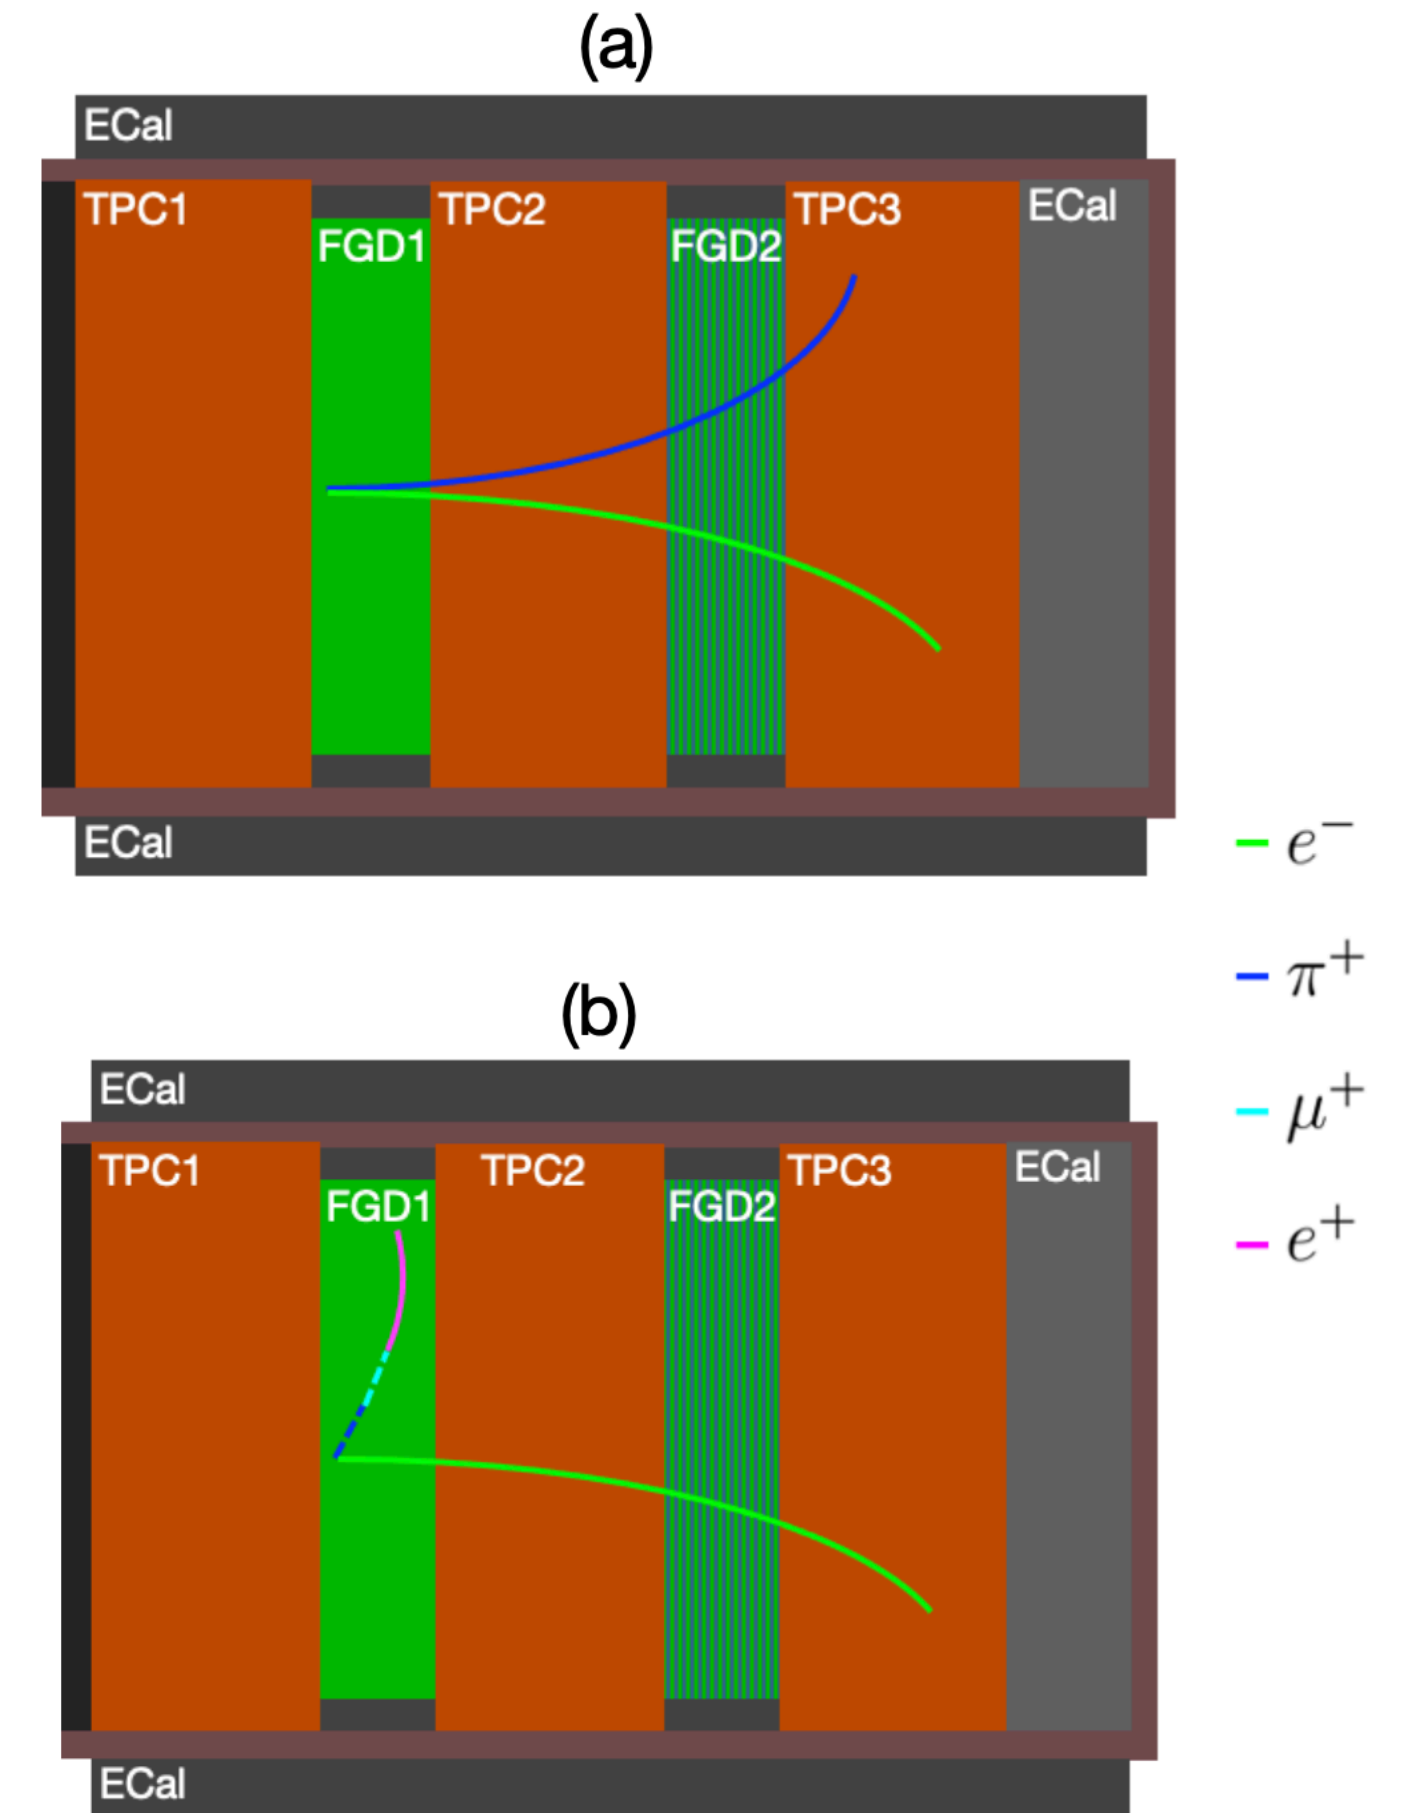 (a)
ECal
TPC1
FGD1
TPC2
FGD2
TPC3
ECal
ECal
e⁻
π⁺
μ⁺
e⁺
(b)
ECal
TPC1
FGD1
TPC2
FGD2
TPC3
ECal
ECal